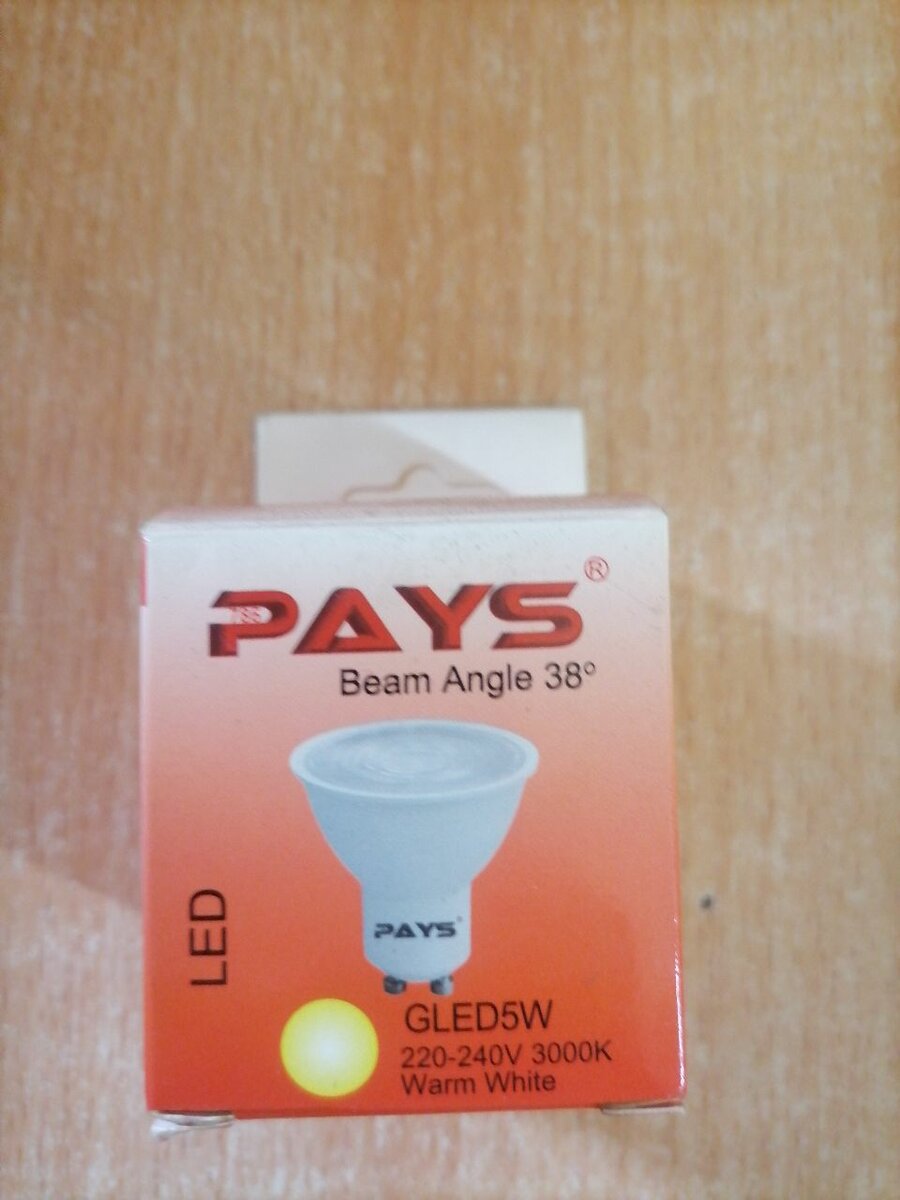 PAYS®
Beam Angle 38°
PAYS
LED
GLED5W
220-240V 3000K
Warm White